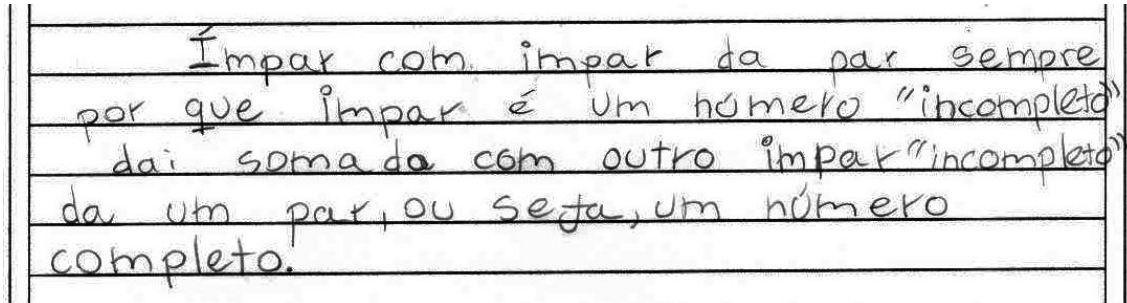 Ímpar com ímpar da par sempre
por que ímpar é um número "incompleto"
dai somada com outro ímpar "incompleto"
da um par, ou seja, um número
completo.